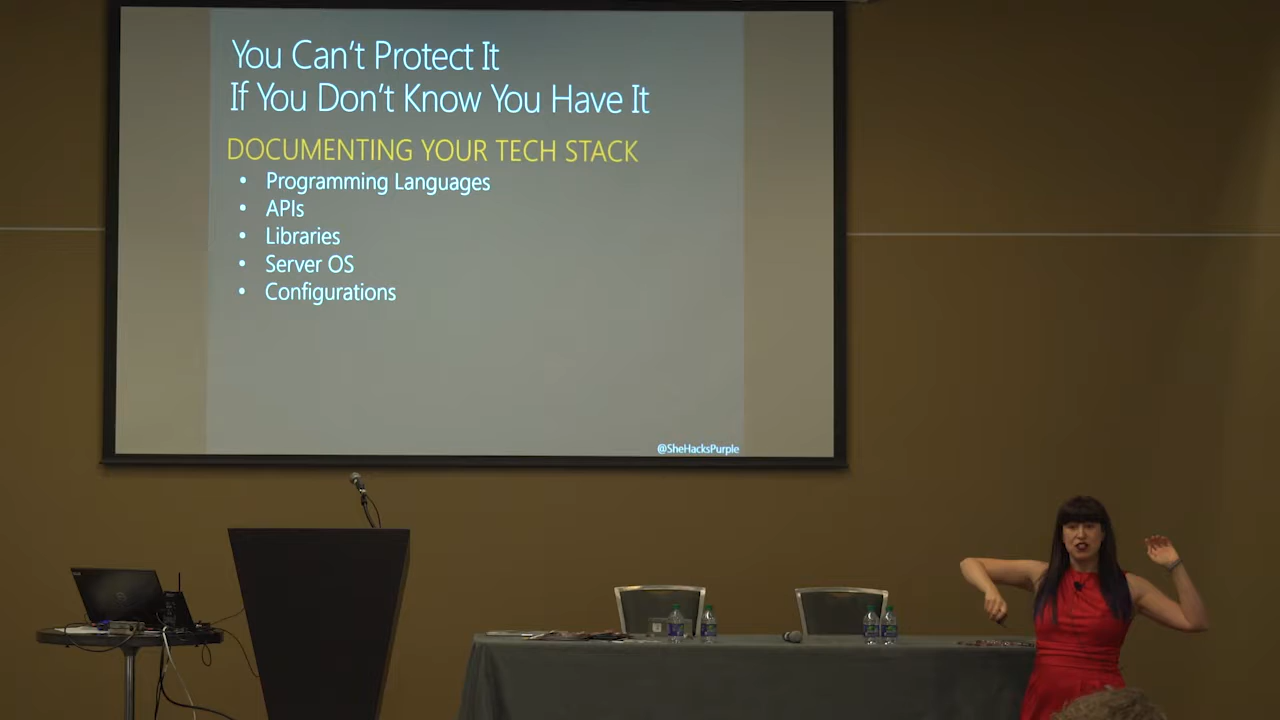 You Can't Protect It
If You Don't Know You Have It
DOCUMENTING YOUR TECH STACK
• Programming Languages
• APIs
• Libraries
• Server OS
• Configurations
@SheHacksPurple